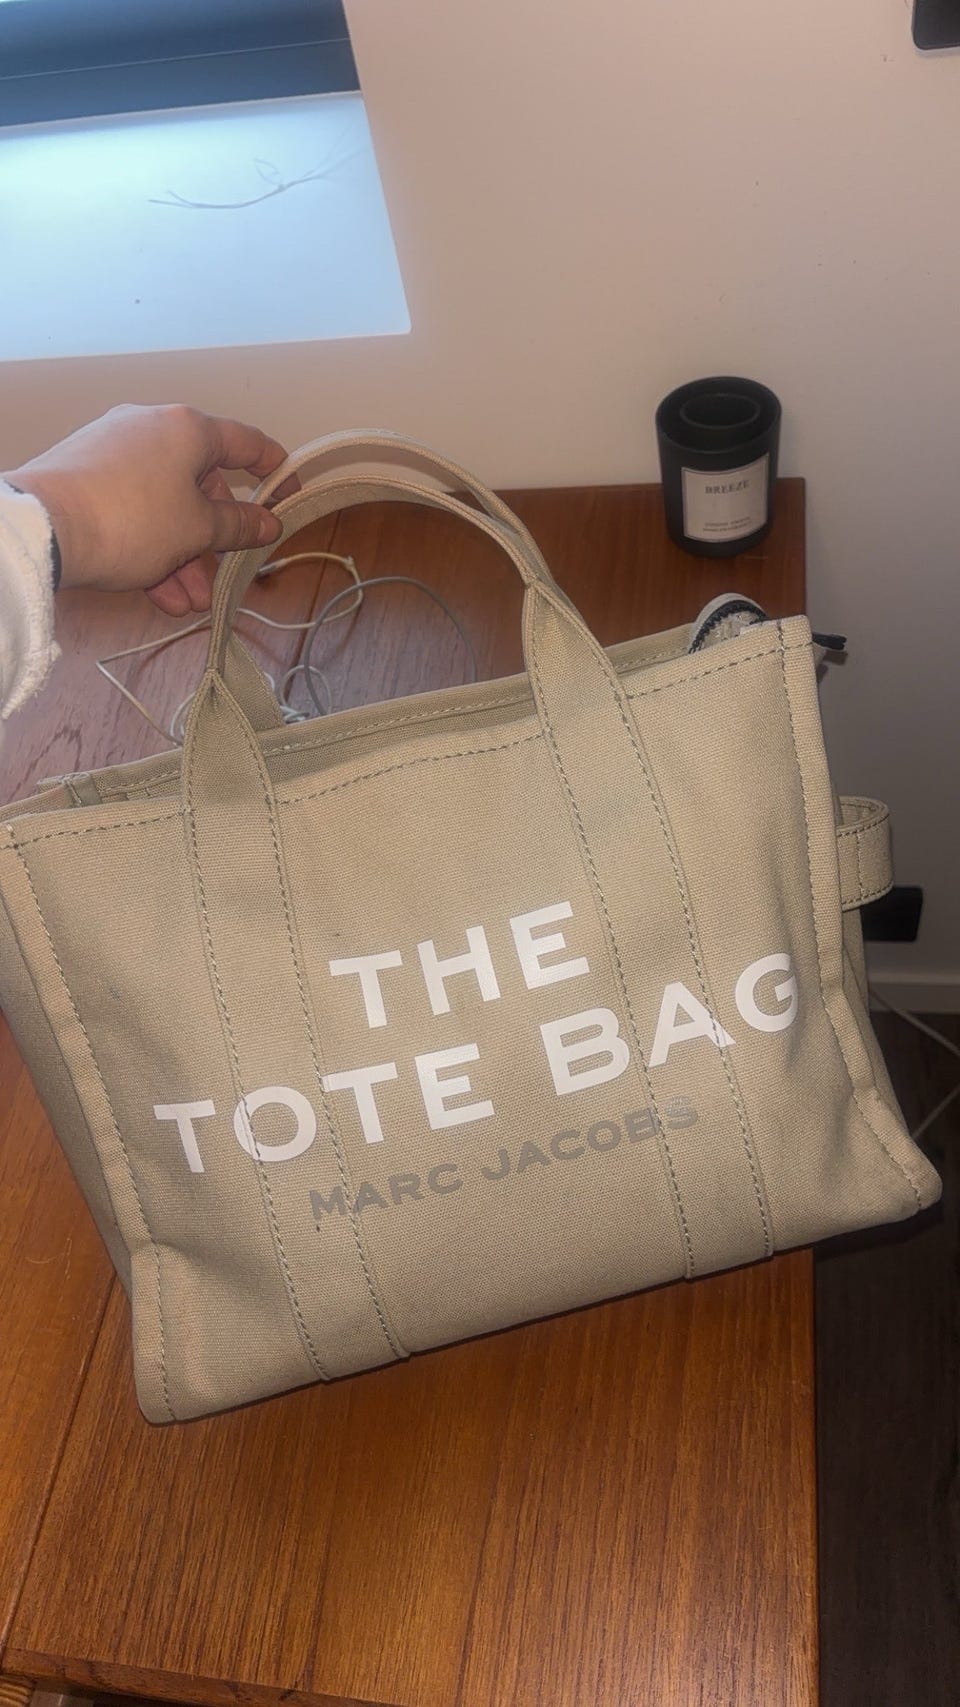 BREEZE
THE
TOTE BAG
MARC JACOBS